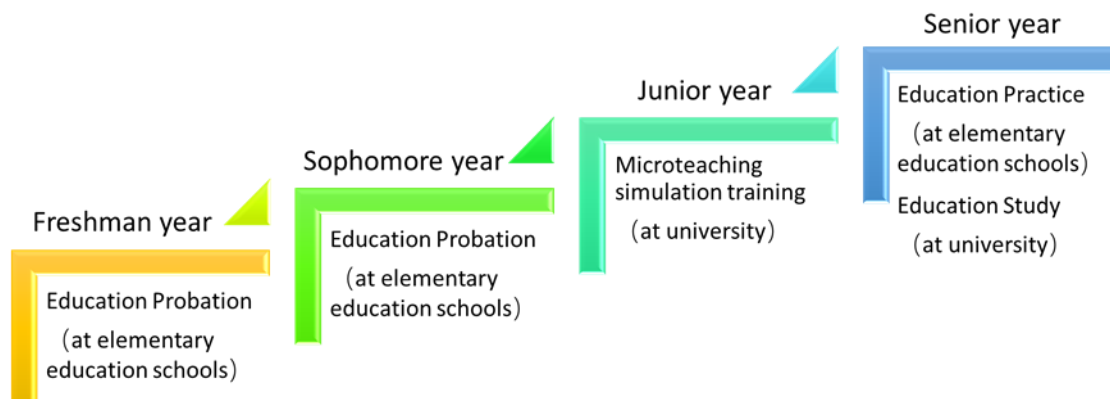 Freshman year
Education Probation
（at elementary
education schools）
Sophomore year
Education Probation
（at elementary
education schools）
Junior year
Microteaching
simulation training
（at university）
Senior year
Education Practice
（at elementary
education schools）
Education Study
（at university）